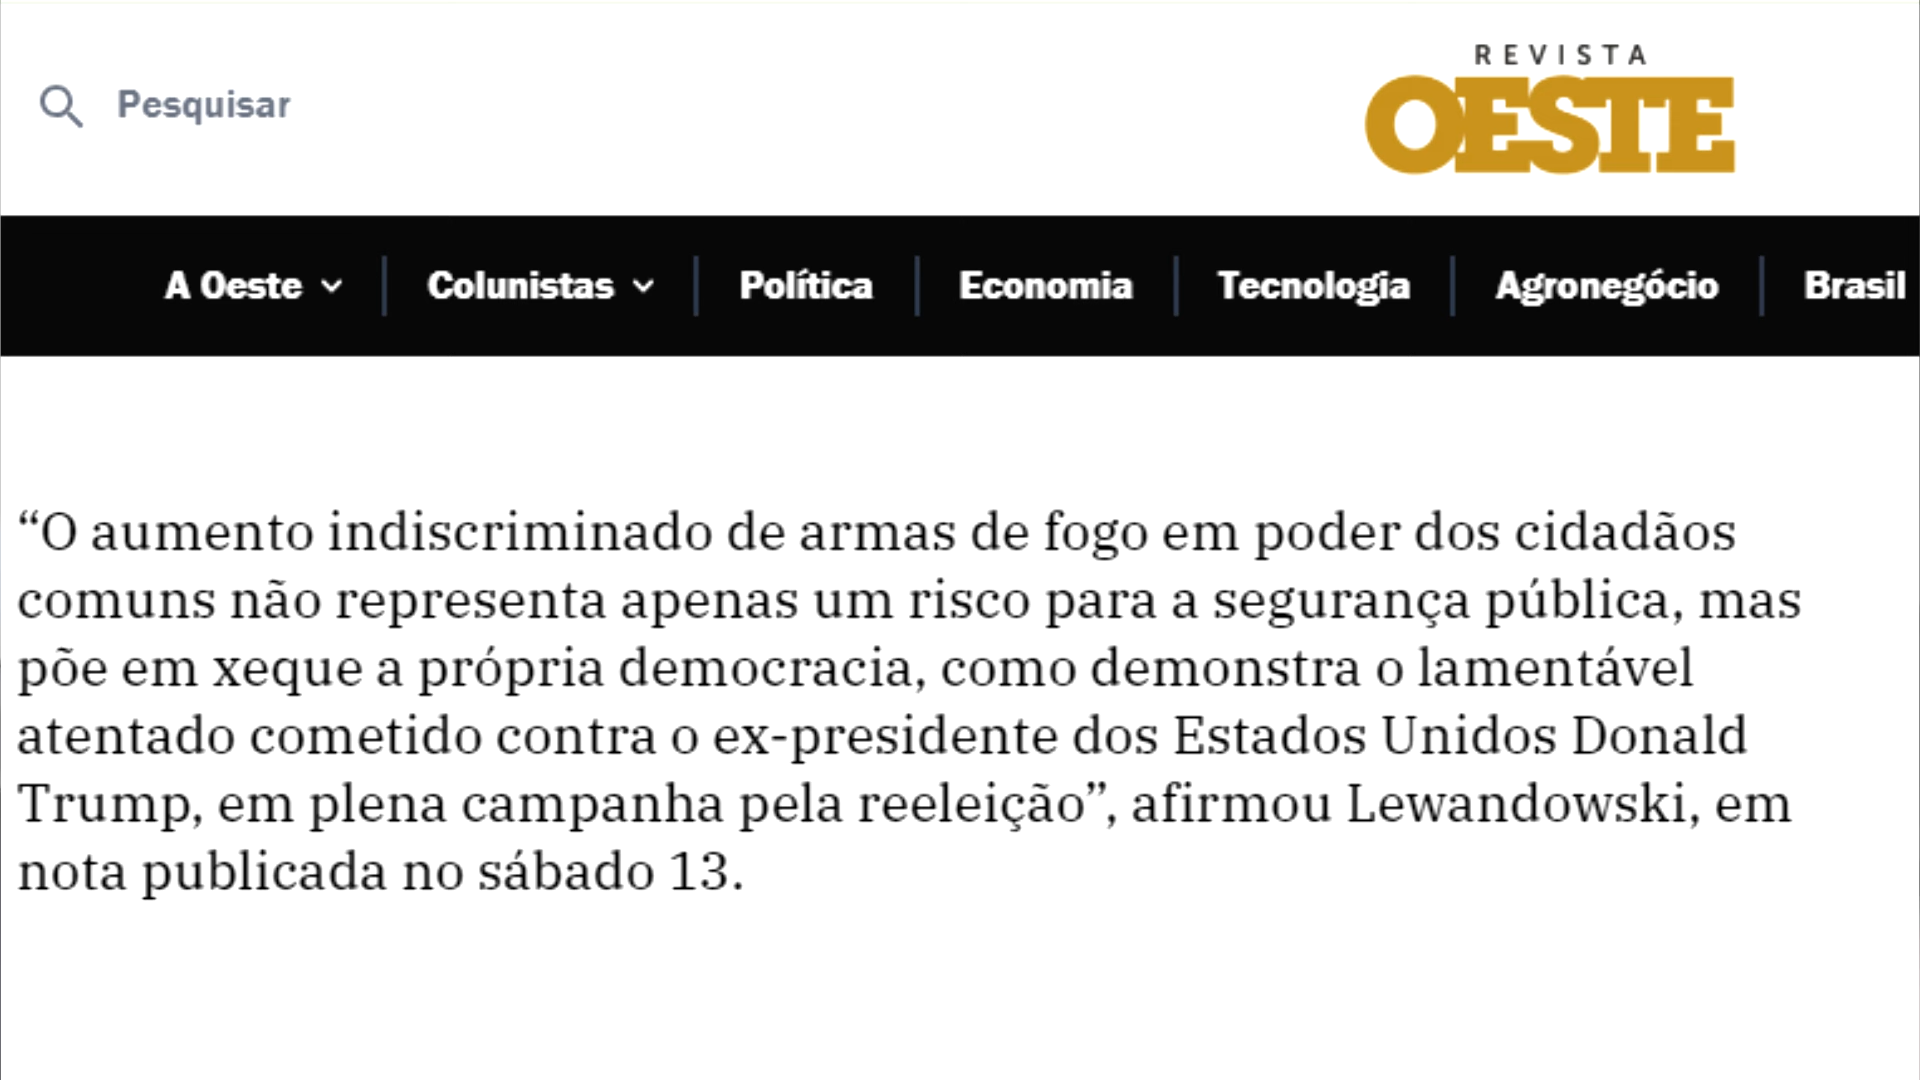 Pesquisar
REVISTA
OESTE
A Oeste
Colunistas
Política
Economia
Tecnologia
Agronegócio
Brasil
“O aumento indiscriminado de armas de fogo em poder dos cidadãos
comuns não representa apenas um risco para a segurança pública, mas
põe em xeque a própria democracia, como demonstra o lamentável
atentado cometido contra o ex-presidente dos Estados Unidos Donald
Trump, em plena campanha pela reeleição”, afirmou Lewandowski, em
nota publicada no sábado 13.